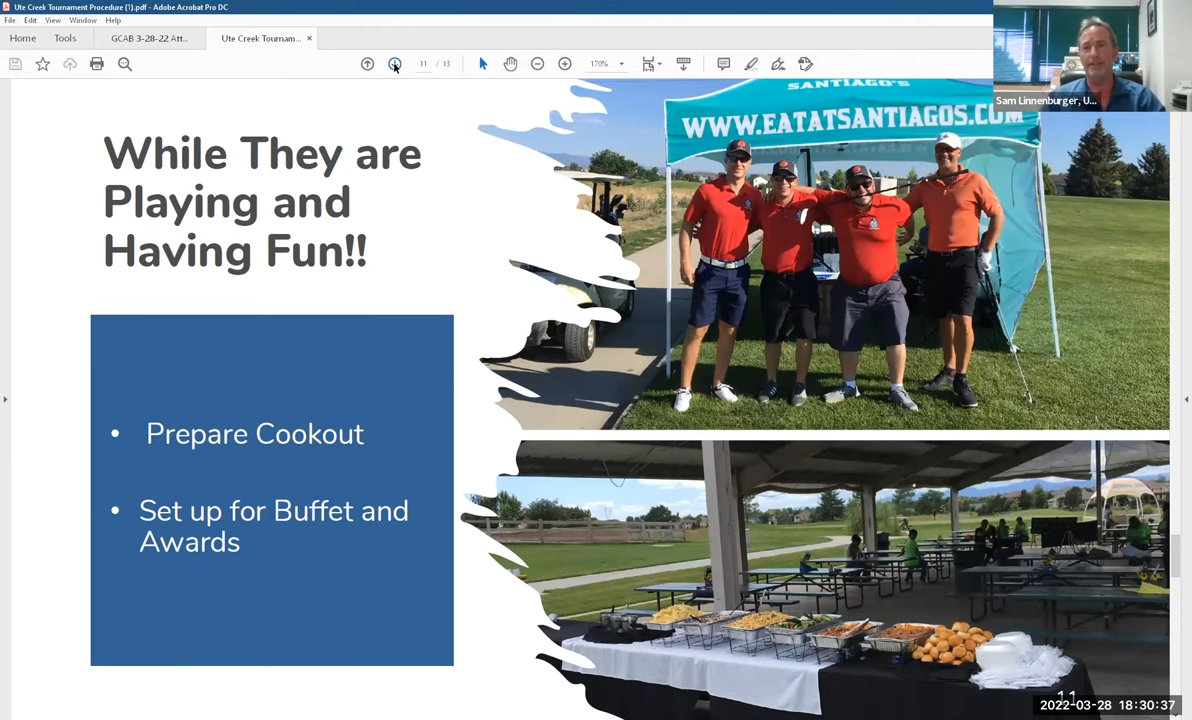 Ute Creek Tournament Procedure (1).pdf - Adobe Acrobat Pro DC
File Edit View Window Help
Home Tools GCAB 3-28-22 Att... Ute Creek Tournam... ×
11 / 13 170%
Sam Linnenburger, U...
While They are
Playing and
Having Fun!!
• Prepare Cookout
• Set up for Buffet and
Awards
SANTIAGO'S
WWW.EATATSANTIAGOS.COM
11
2022-03-28 18:30:37